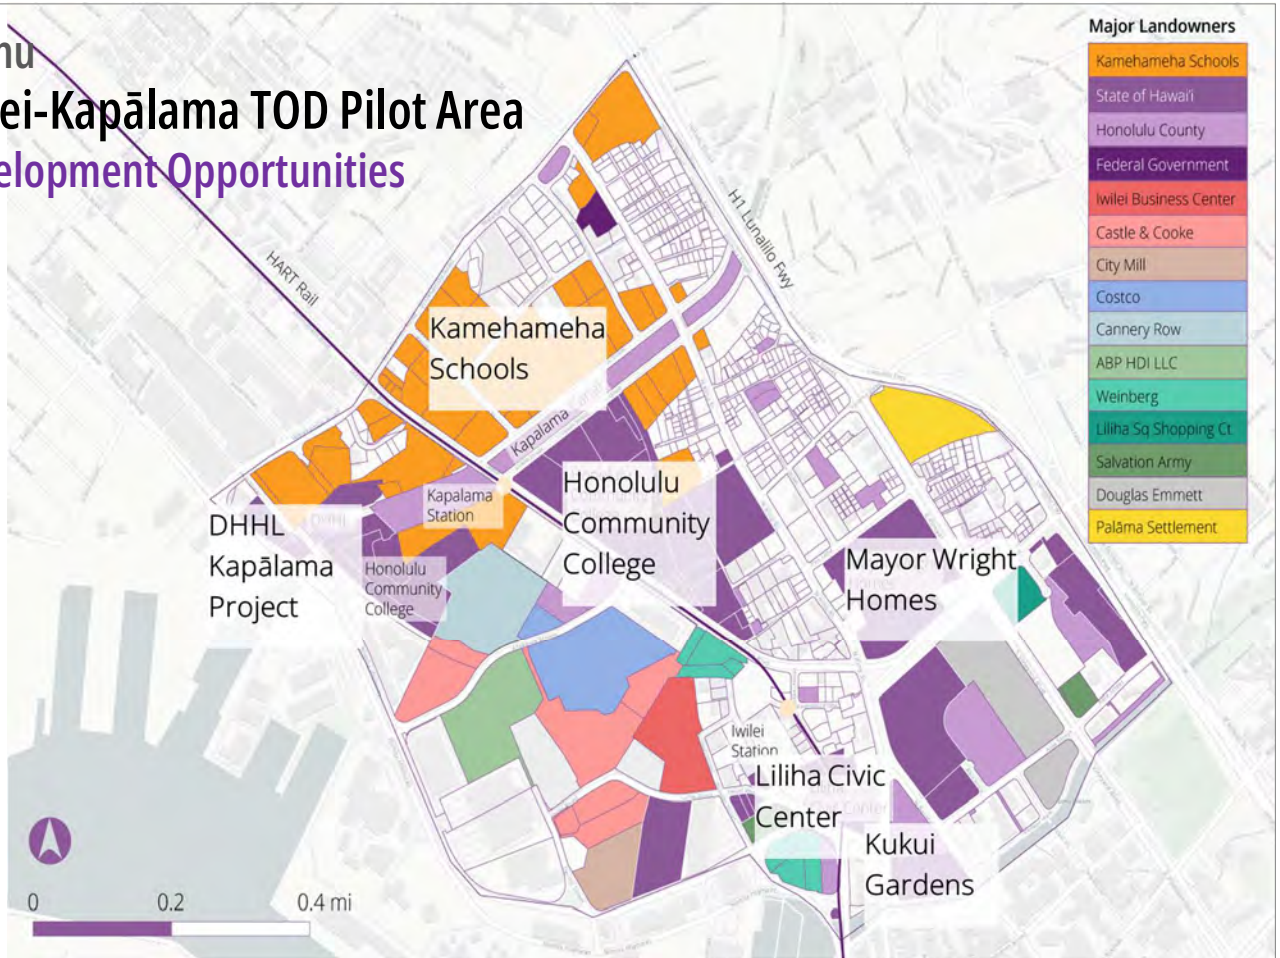 nu
ei-Kapālama TOD Pilot Area
elopment Opportunities
Major Landowners
Kamehameha Schools
State of Hawai'i
Honolulu County
Federal Government
Iwilei Business Center
Castle & Cooke
City Mill
Costco
Cannery Row
ABP HDI LLC
Weinberg
Liliha Sq Shopping Ct.
Salvation Army
Douglas Emmett
Palāma Settlement
H1 Lunalilo Fwy
HART Rail
Kamehameha
Schools
Kapalama Canal
Kapalama
Station
Honolulu
Community
College
DHHL
Kapālama
Project
Honolulu
Community
College
Mayor Wright
Homes
Homes
Iwilei
Station
Liliha Civic
Center
Kukui
Gardens
0
0.2
0.4 mi